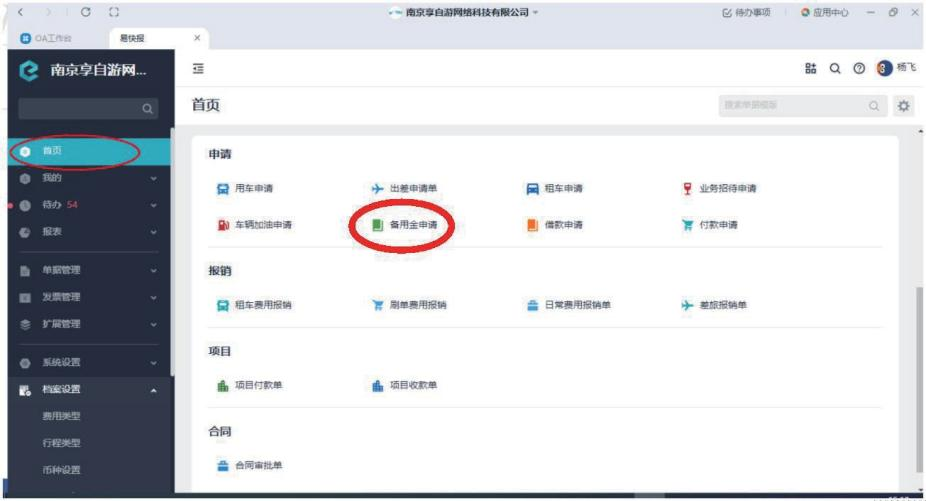 南京享自游网络科技有限公司
待办事项
应用中心
OA工作台
易快报
南京享自游网...
杨飞
首页
搜索单据模版
首页
我的
待办 54
报表
单据管理
发票管理
扩展管理
系统设置
档案设置
费用类型
行程类型
币种设置
申请
用车申请 出差申请单 租车申请 业务招待申请
车辆加油申请 备用金申请 借款申请 付款申请
报销
租车费用报销 刷单费用报销 日常费用报销单 差旅报销单
项目
项目付款单 项目收款单
合同
合同审批单